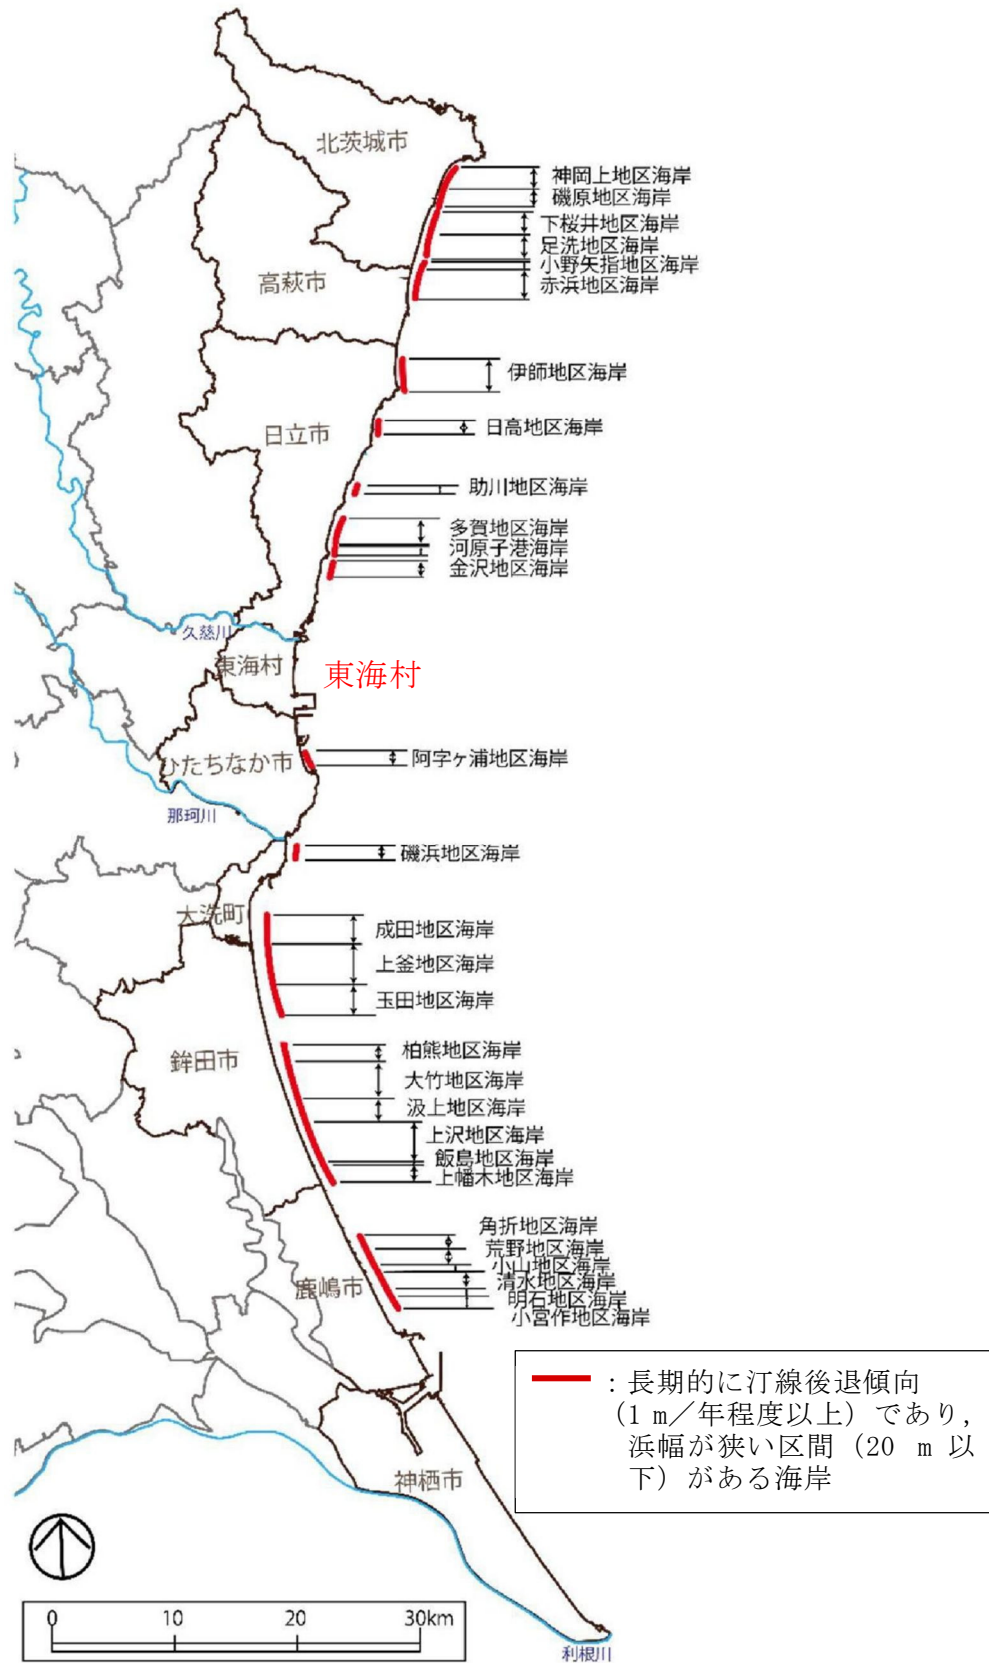 北茨城市
神岡上地区海岸
磯原地区海岸
下桜井地区海岸
足洗地区海岸
小野矢指地区海岸
赤浜地区海岸
高萩市
伊師地区海岸
日立市
日高地区海岸
助川地区海岸
多賀地区海岸
河原子港海岸
金沢地区海岸
久慈川
東海村
東海村
ひたちなか市
阿字ヶ浦地区海岸
那珂川
磯浜地区海岸
大洗町
成田地区海岸
上釜地区海岸
玉田地区海岸
鉾田市
柏熊地区海岸
大竹地区海岸
汲上地区海岸
上沢地区海岸
飯島地区海岸
上幡木地区海岸
角折地区海岸
荒野地区海岸
小山地区海岸
清水地区海岸
明石地区海岸
小宮作地区海岸
鹿嶋市
：長期的に汀線後退傾向
(1 m／年程度以上) であり，
浜幅が狭い区間 (20 m 以
下) がある海岸
神栖市
0 10 20 30km
利根川